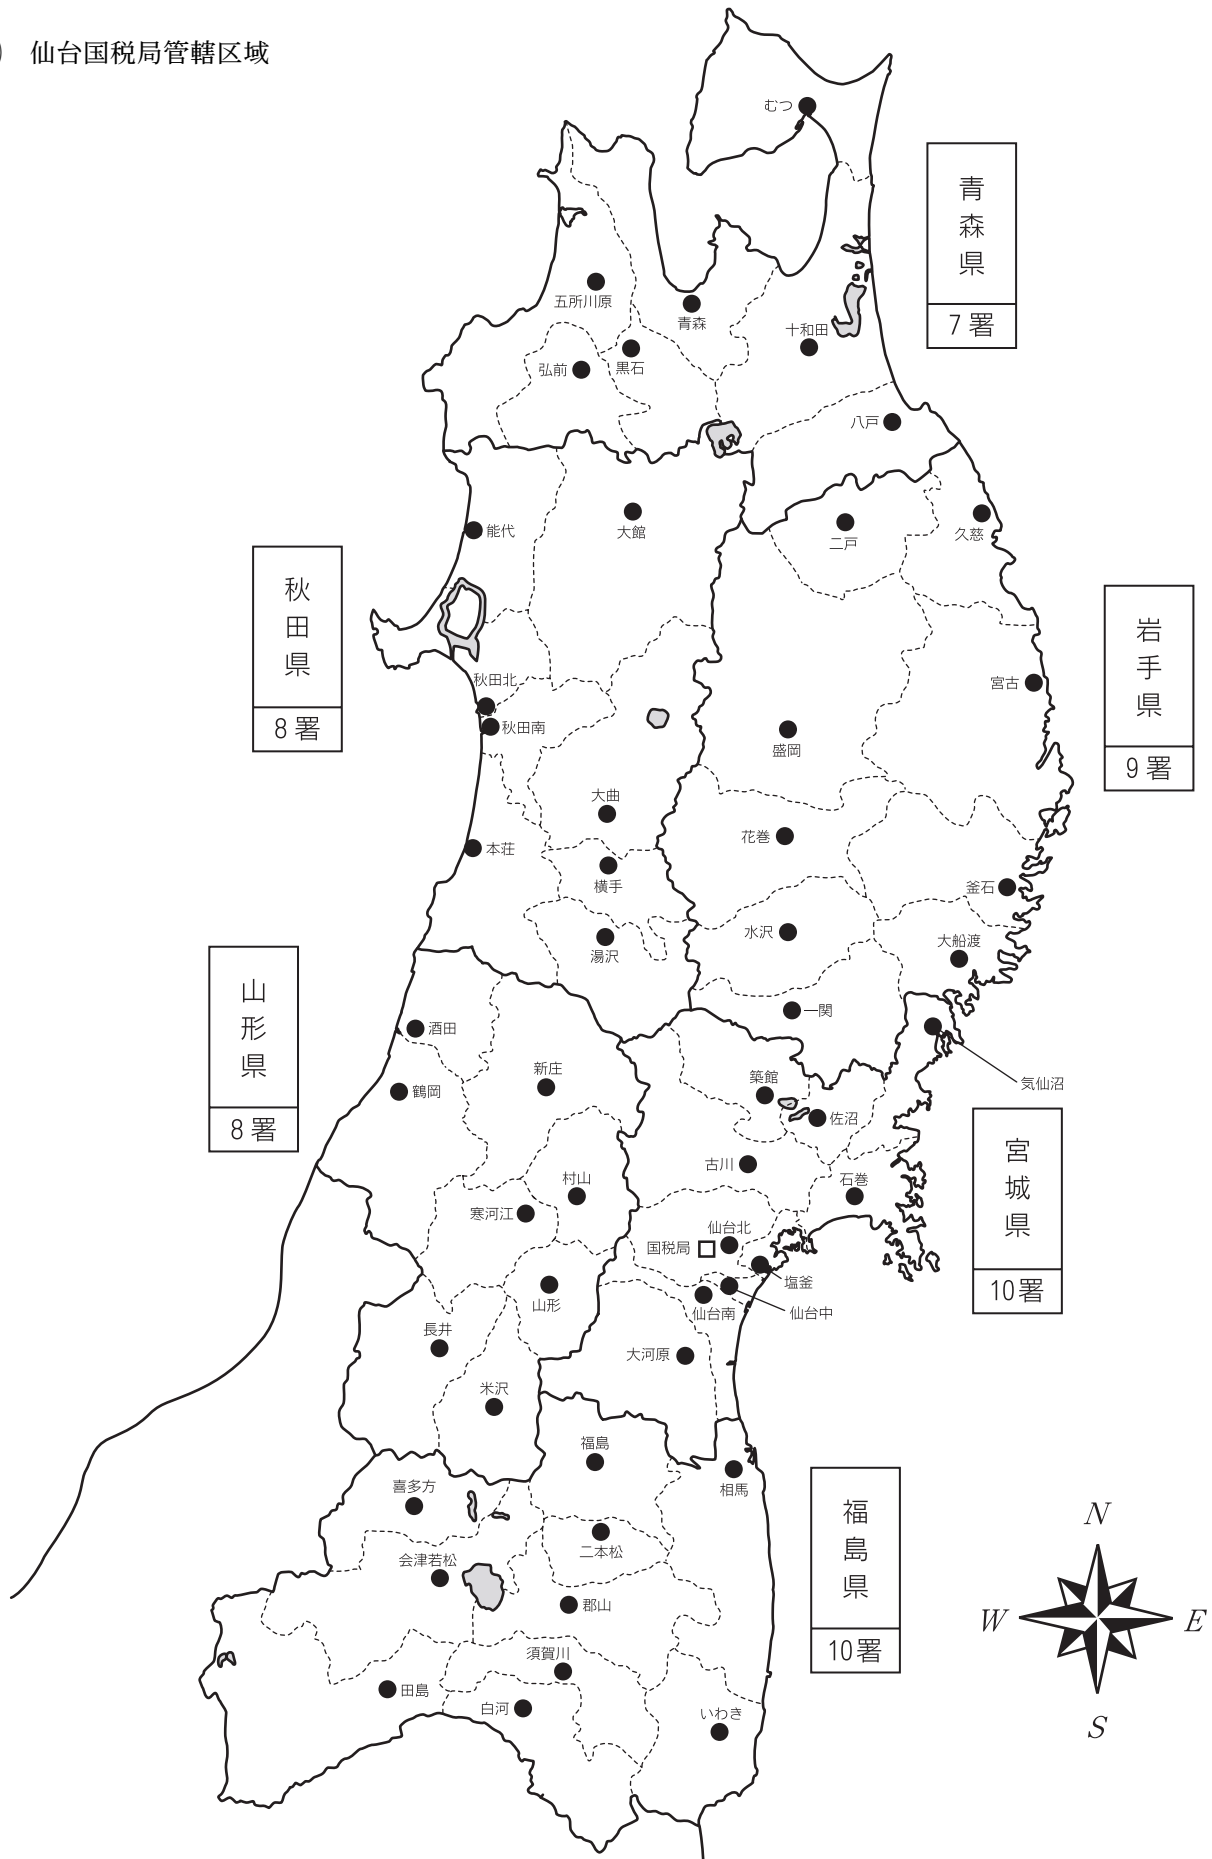 仙台国税局管轄区域
むつ
青森県
7署
五所川原
青森
十和田
弘前
黒石
八戸
能代
大館
二戸
久慈
秋田県
8署
岩手県
9署
秋田北
秋田南
宮古
盛岡
大曲
本荘
花巻
横手
釜石
湯沢
水沢
大船渡
山形県
8署
酒田
一関
鶴岡
新庄
築館
気仙沼
佐沼
宮城県
10署
古川
村山
石巻
寒河江
仙台北
国税局
塩釜
山形
仙台南
仙台中
長井
大河原
米沢
福島
相馬
喜多方
福島県
10署
二本松
会津若松
郡山
須賀川
田島
白河
いわき
N
W
E
S